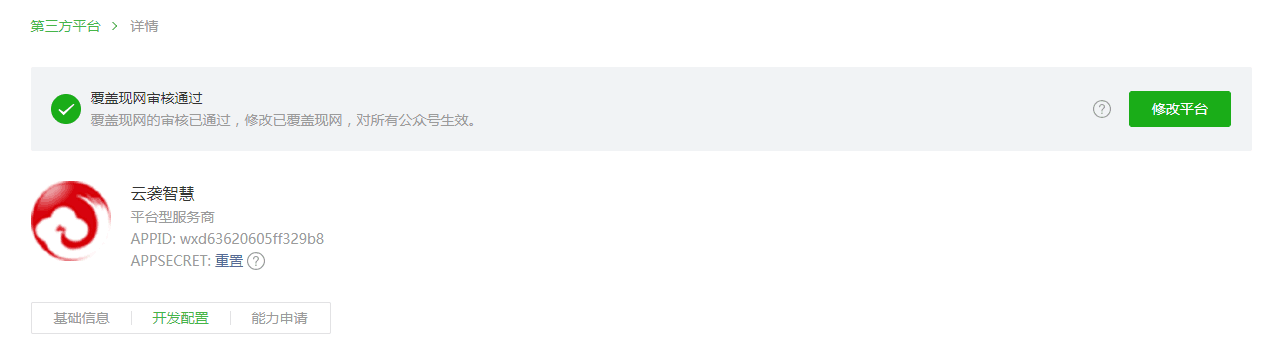 第三方平台 > 详情
覆盖现网审核通过
覆盖现网的审核已通过，修改已覆盖现网，对所有公众号生效。
?
修改平台
云袭智慧
平台型服务商
APPID: wxd63620605ff329b8
APPSECRET: 重置 ?
基础信息 开发配置 能力申请